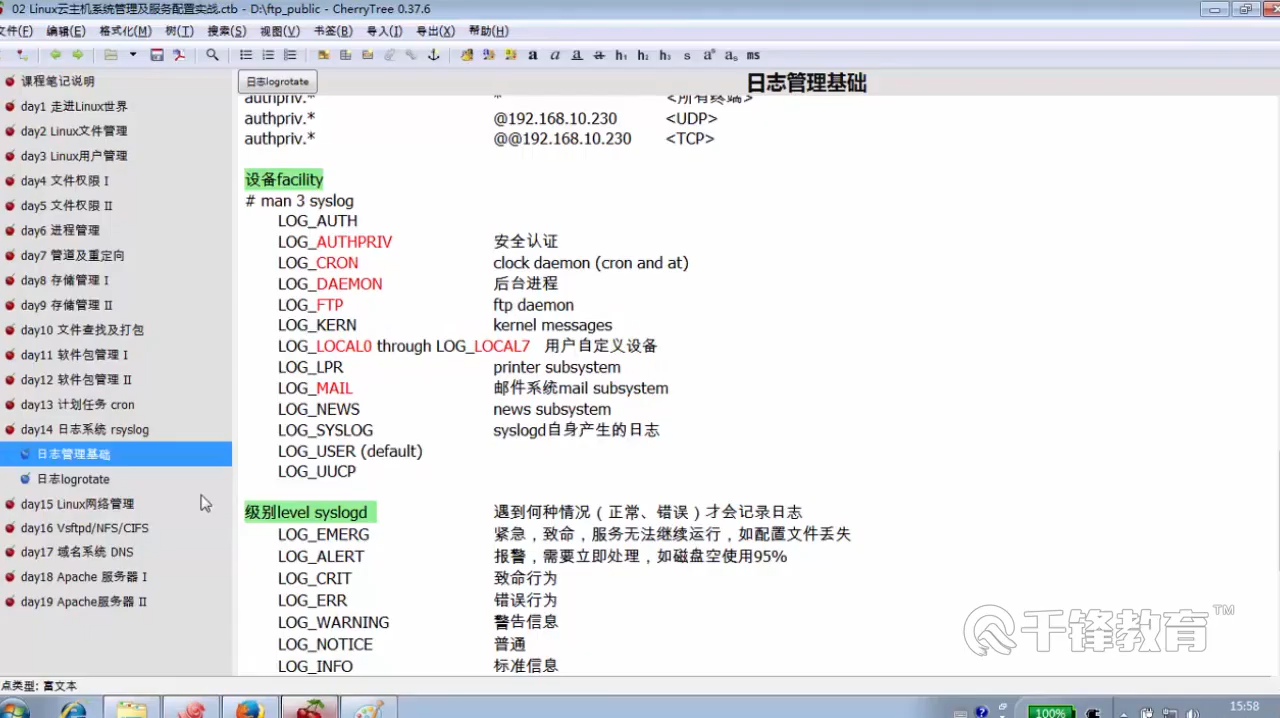 02 Linux云主机系统管理及服务配置实战.ctb - D:\ftp_public - CherryTree 0.37.6
文件(F) 编辑(E) 格式化(M) 树(T) 搜索(S) 视图(V) 书签(B) 导入(I) 导出(X) 帮助(H)
a a a a h₁ h₂ h₃ s aˢ aₛ ms
课程笔记说明
day1 走进Linux世界
day2 Linux文件管理
day3 Linux用户管理
day4 文件权限 I
day5 文件权限 II
day6 进程管理
day7 管道及重定向
day8 存储管理 I
day9 存储管理 II
day10 文件查找及打包
day11 软件包管理 I
day12 软件包管理 II
day13 计划任务 cron
day14 日志系统 rsyslog
日志管理基础
日志logrotate
day15 Linux网络管理
day16 Vsftpd/NFS/CIFS
day17 域名系统 DNS
day18 Apache 服务器 I
day19 Apache服务器 II
日志logrotate
日志管理基础
authpriv.* * <所有终端>
authpriv.* @192.168.10.230 <UDP>
authpriv.* @@192.168.10.230 <TCP>
设备facility
# man 3 syslog
LOG_AUTH
LOG_AUTHPRIV 安全认证
LOG_CRON clock daemon (cron and at)
LOG_DAEMON 后台进程
LOG_FTP ftp daemon
LOG_KERN kernel messages
LOG_LOCAL0 through LOG_LOCAL7 用户自定义设备
LOG_LPR printer subsystem
LOG_MAIL 邮件系统mail subsystem
LOG_NEWS news subsystem
LOG_SYSLOG syslogd自身产生的日志
LOG_USER (default)
LOG_UUCP
级别level syslogd 遇到何种情况（正常、错误）才会记录日志
LOG_EMERG 紧急，致命，服务无法继续运行，如配置文件丢失
LOG_ALERT 报警，需要立即处理，如磁盘空使用95%
LOG_CRIT 致命行为
LOG_ERR 错误行为
LOG_WARNING 警告信息
LOG_NOTICE 普通
LOG_INFO 标准信息
千锋教育™
点类型: 富文本
100%
15:58